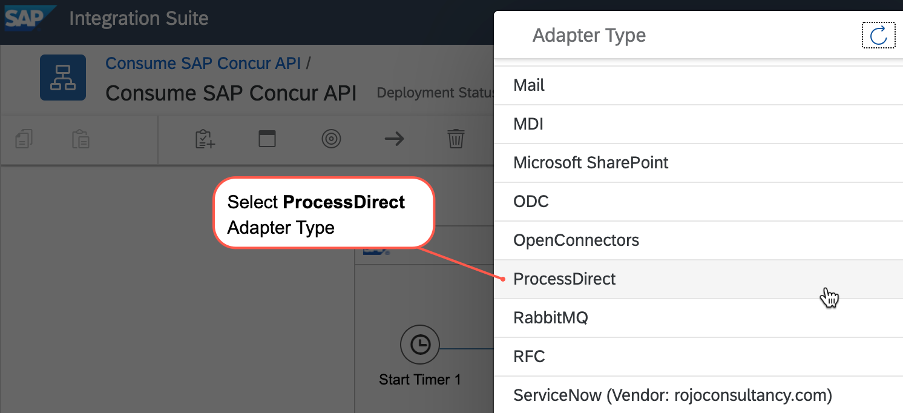 SAP Integration Suite
Adapter Type
Consume SAP Concur API /
Consume SAP Concur API Deployment Status
Mail
MDI
Microsoft SharePoint
ODC
OpenConnectors
ProcessDirect
RabbitMQ
RFC
ServiceNow (Vendor: rojoconsultancy.com)
Select ProcessDirect
Adapter Type
Start Timer 1